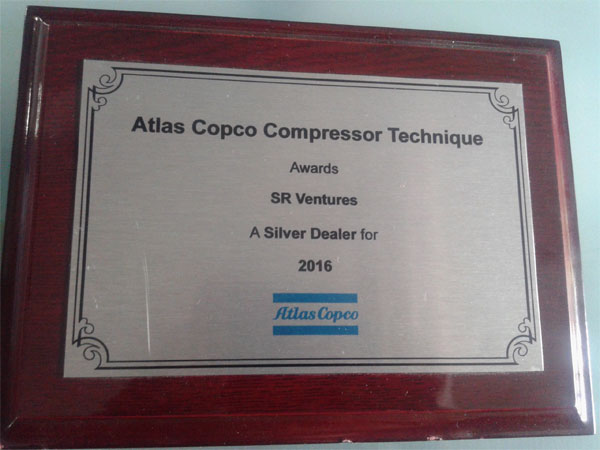 Atlas Copco Compressor Technique
Awards
SR Ventures
A Silver Dealer for
2016
Atlas Copco